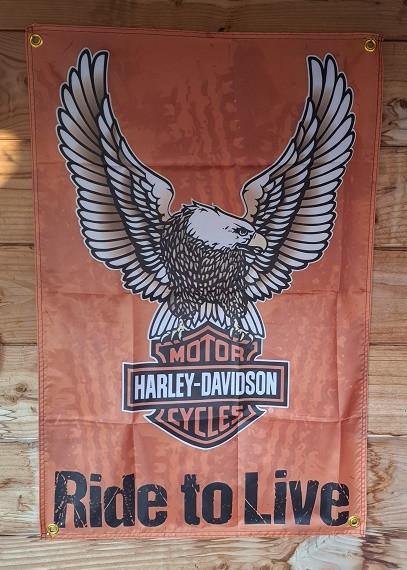 MOTOR
HARLEY-DAVIDSON
CYCLES
Ride to Live